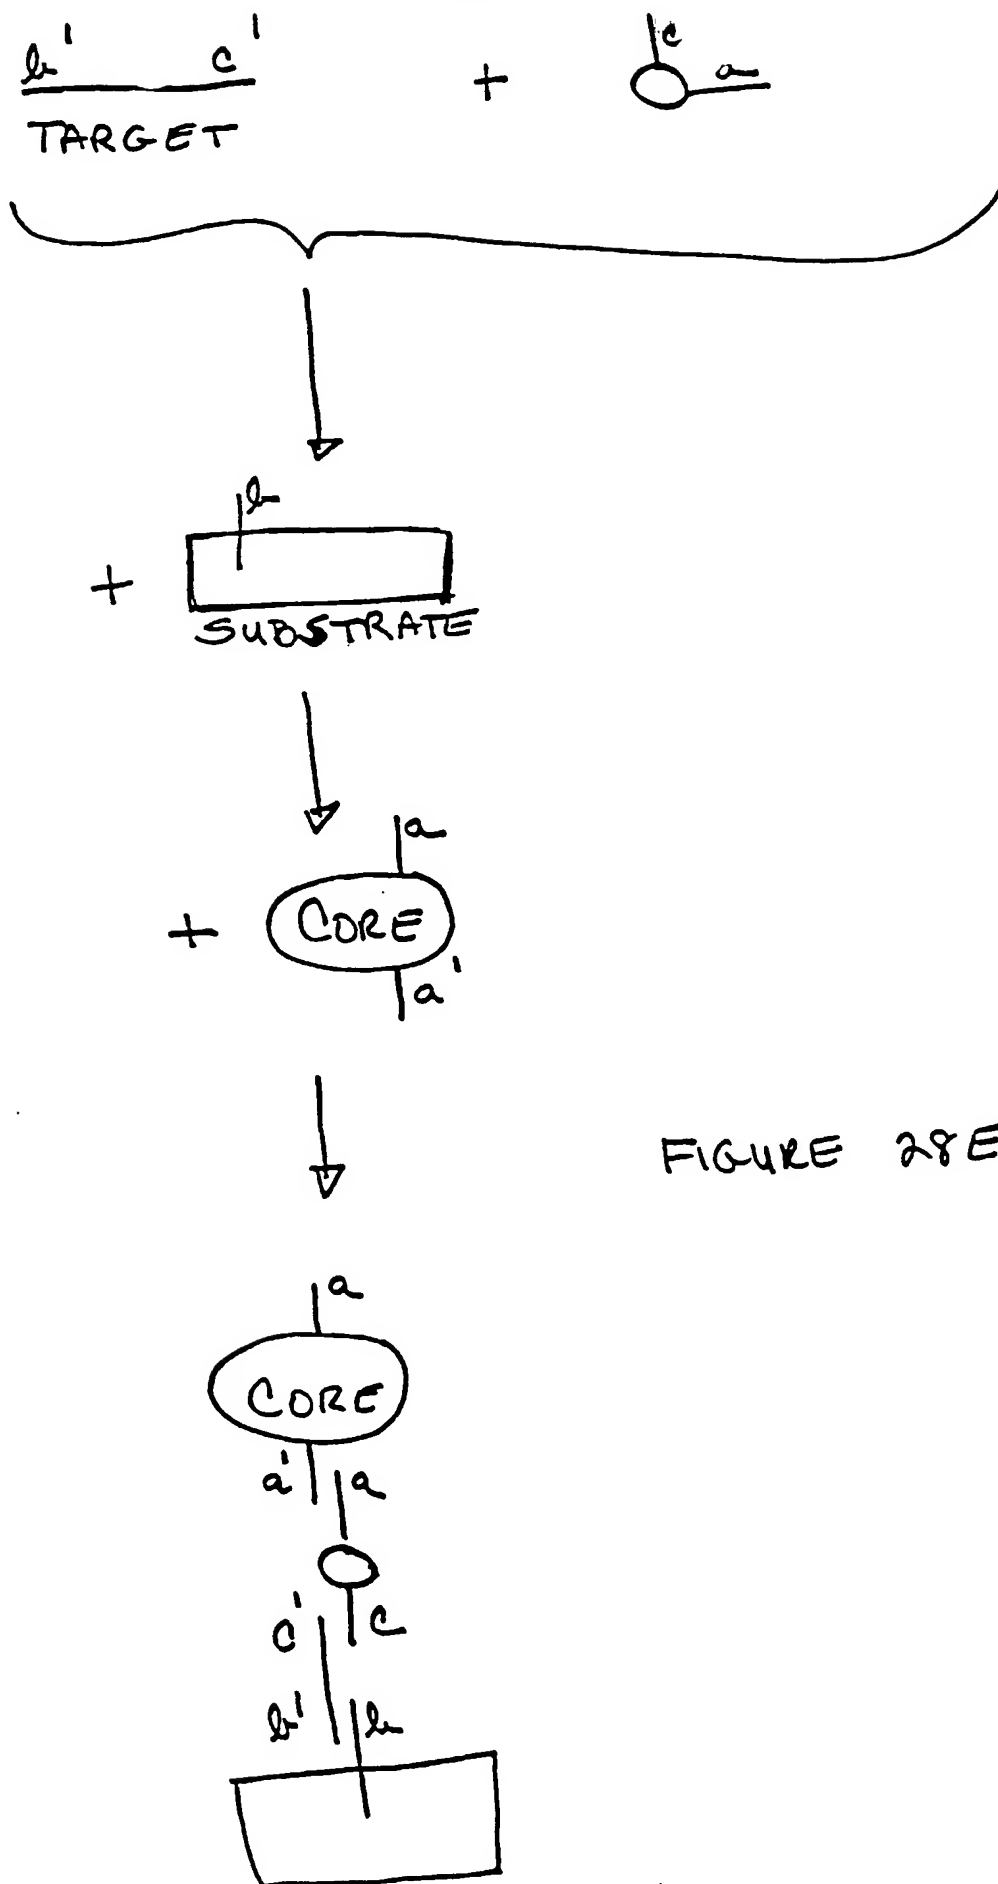 b' c' + c a
TARGET
b
+
SUBSTRATE
a
+ CORE
a'
FIGURE 28E
a
CORE
a' a
c' c
b' b